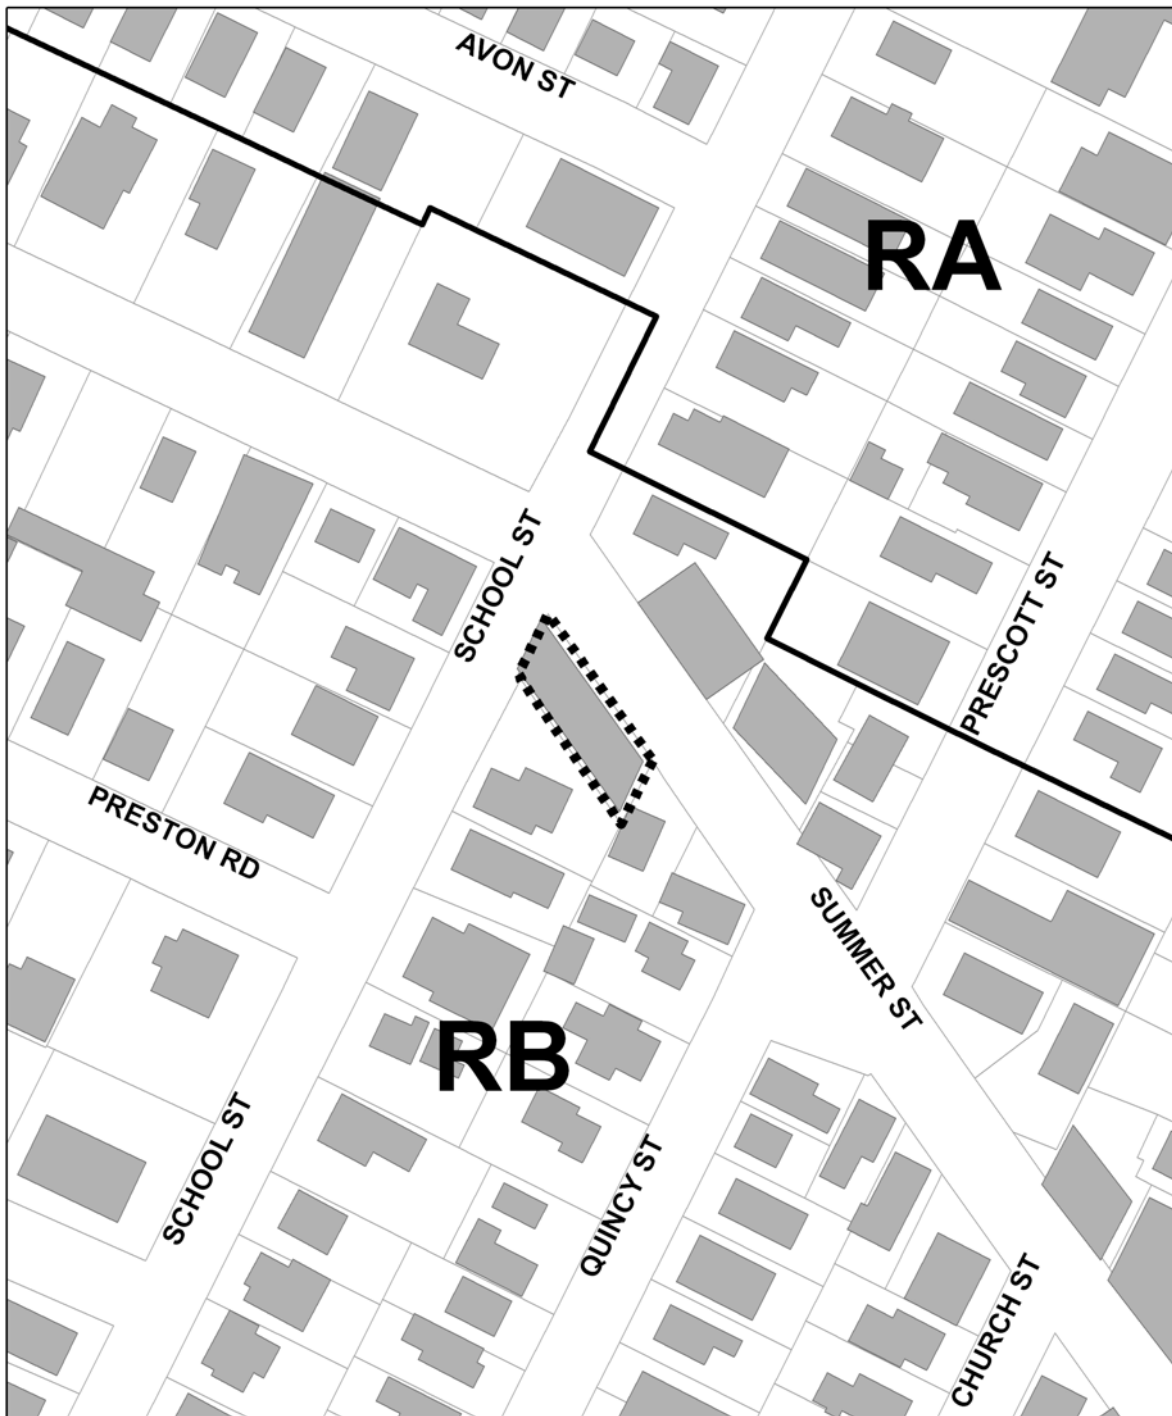 AVON ST
RA
SCHOOL ST
PRESCOTT ST
PRESTON RD
SUMMER ST
RB
SCHOOL ST
QUINCY ST
CHURCH ST